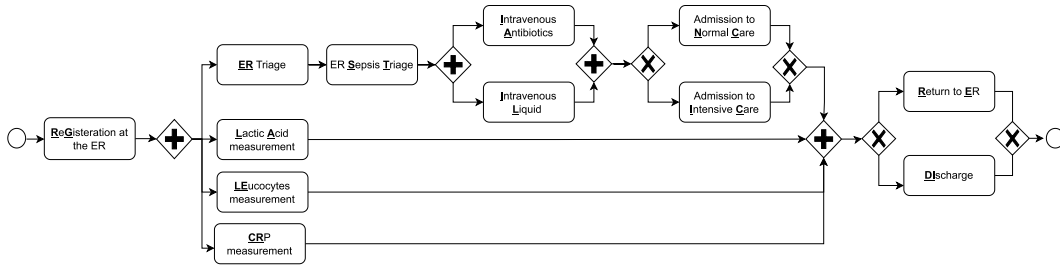 ReGisteration at
the ER
ER Triage
ER Sepsis Triage
Intravenous
Antibiotics
Intravenous
Liquid
Admission to
Normal Care
Admission to
Intensive Care
Lactic Acid
measurement
LEucocytes
measurement
CRP
measurement
Return to ER
DIscharge